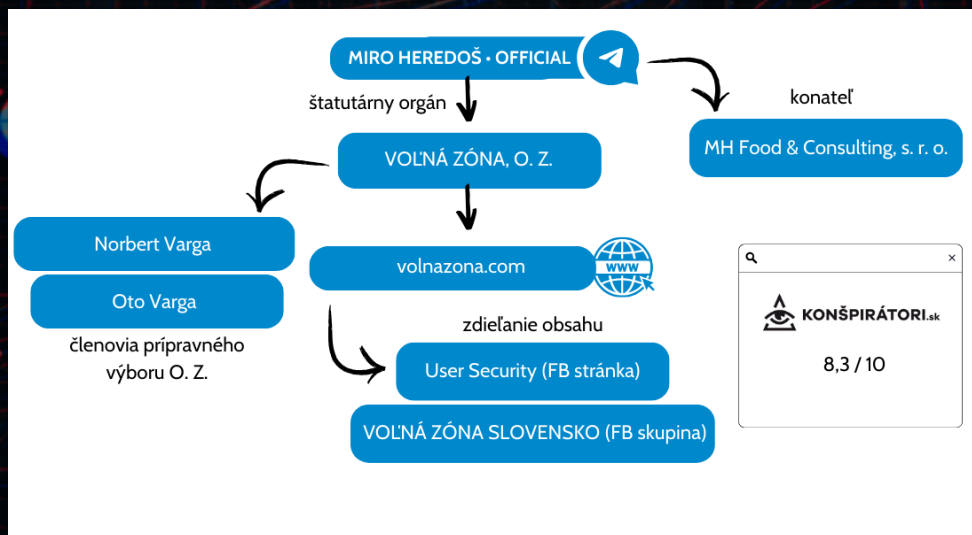 MIRO HEREDOŠ • OFFICIAL
štatutárny orgán
konateľ
MH Food & Consulting, s. r. o.
VOĽNÁ ZÓNA, O. Z.
Norbert Varga
Oto Varga
členovia prípravného
výboru O. Z.
volnazona.com
WWW
zdieľanie obsahu
User Security (FB stránka)
VOĽNÁ ZÓNA SLOVENSKO (FB skupina)
KONŠPIRÁTORI.sk
8,3 / 10